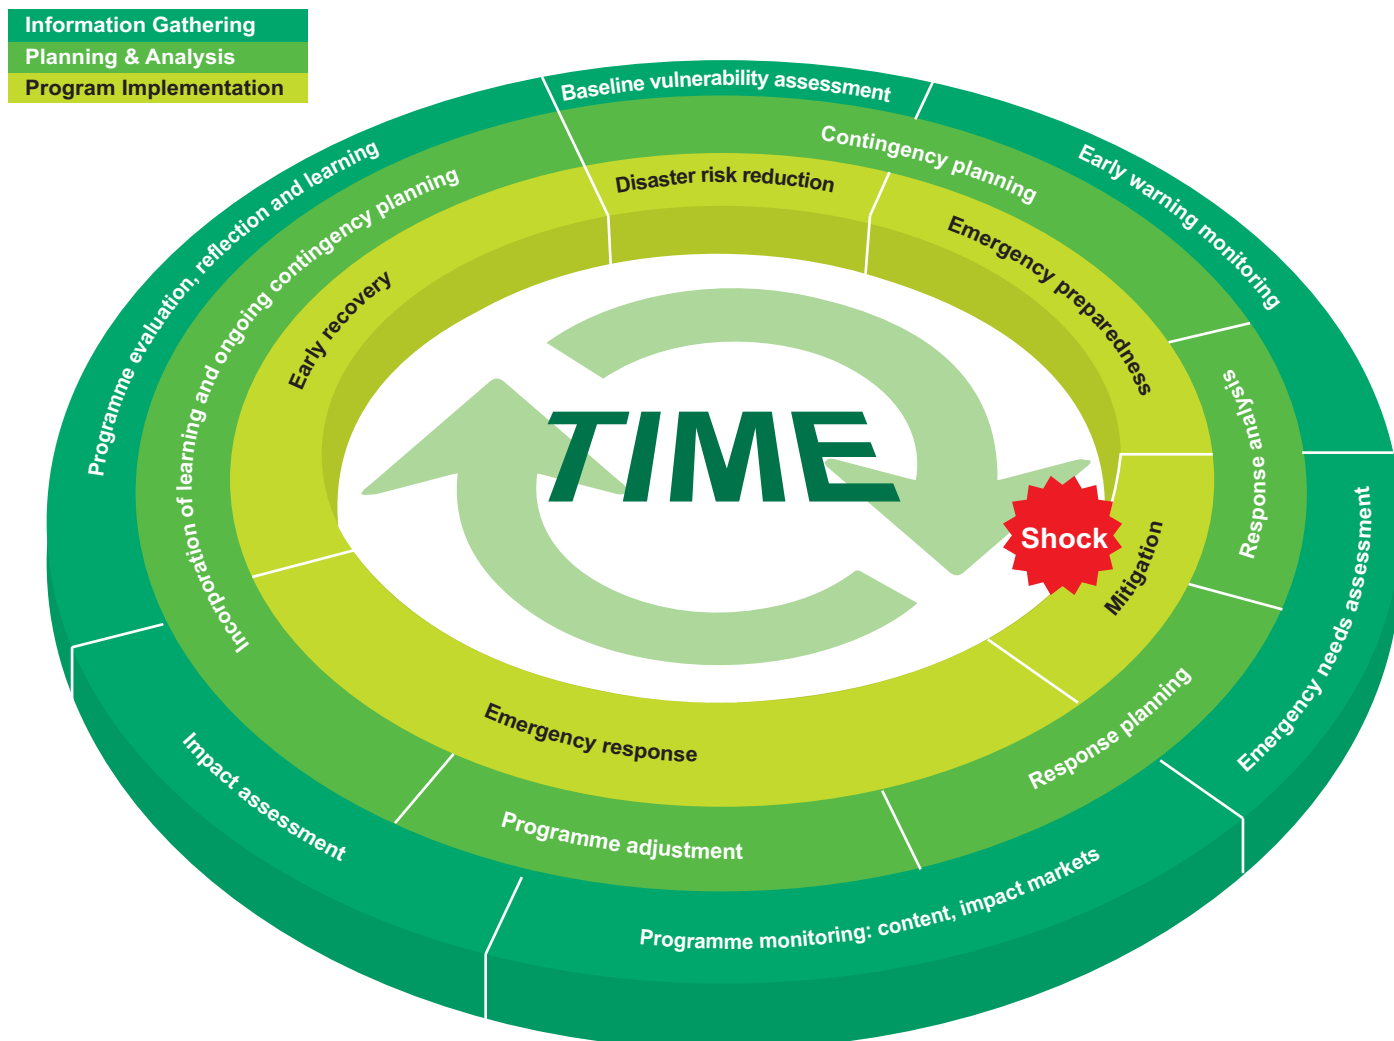 Information Gathering
Planning & Analysis
Program Implementation
Baseline vulnerability assessment
Early warning monitoring
Emergency needs assessment
Programme monitoring: content, impact markets
Impact assessment
Programme evaluation, reflection and learning
Contingency planning
Response analysis
Response planning
Programme adjustment
Incorporation of learning and ongoing contingency planning
Disaster risk reduction
Emergency preparedness
Mitigation
Emergency response
Early recovery
TIME
Shock